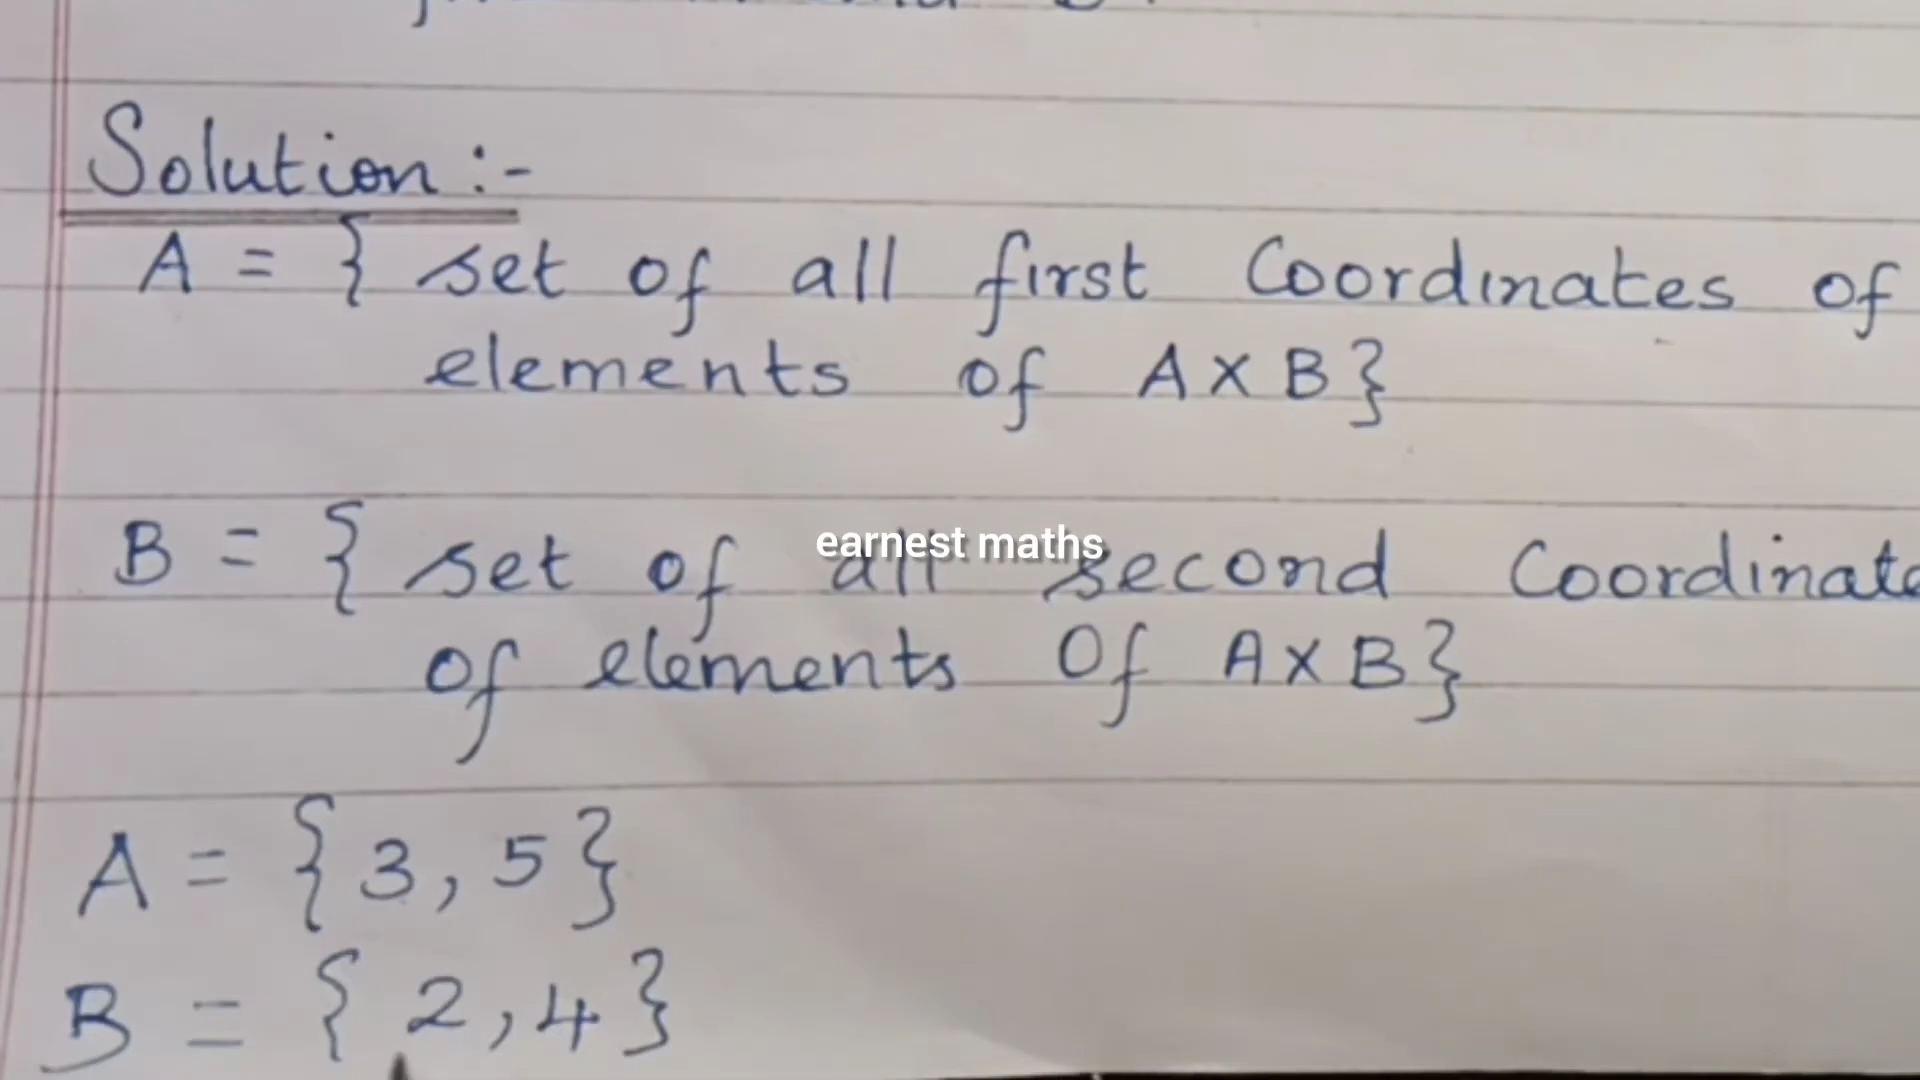 Solution :-
A = { set of all first Coordinates of
elements of A X B }
B = { set of all second Coordinate
of elements Of A X B }
earnest maths
A = { 3 , 5 }
B = { 2 , 4 }